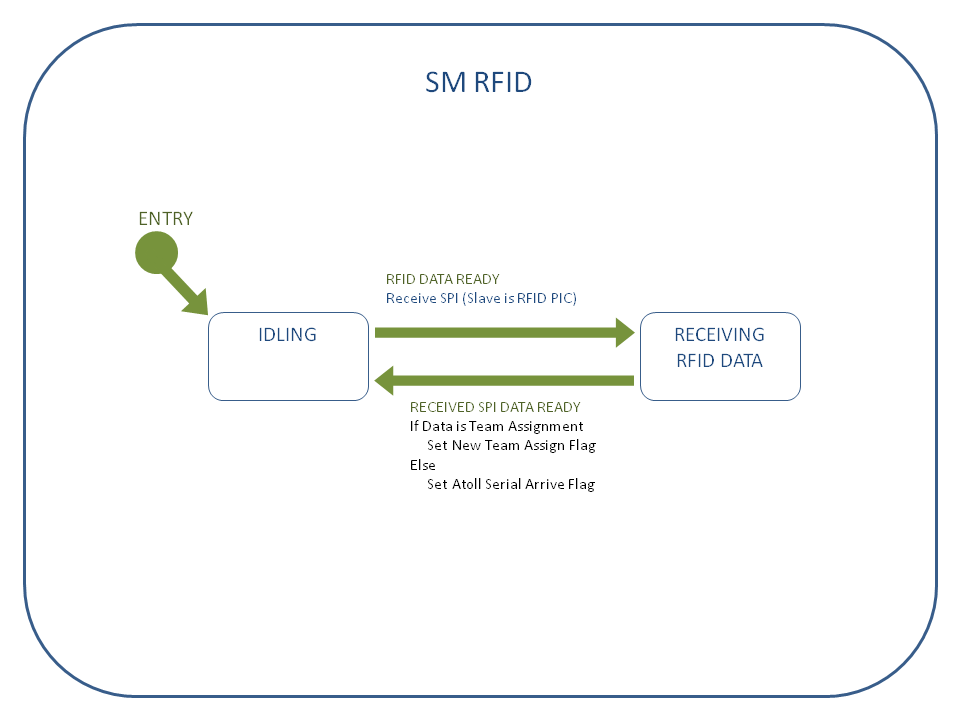 SM RFID
ENTRY
RFID DATA READY
Receive SPI (Slave is RFID PIC)
IDLING
RECEIVING
RFID DATA
RECEIVED SPI DATA READY
If Data is Team Assignment
Set New Team Assign Flag
Else
Set Atoll Serial Arrive Flag